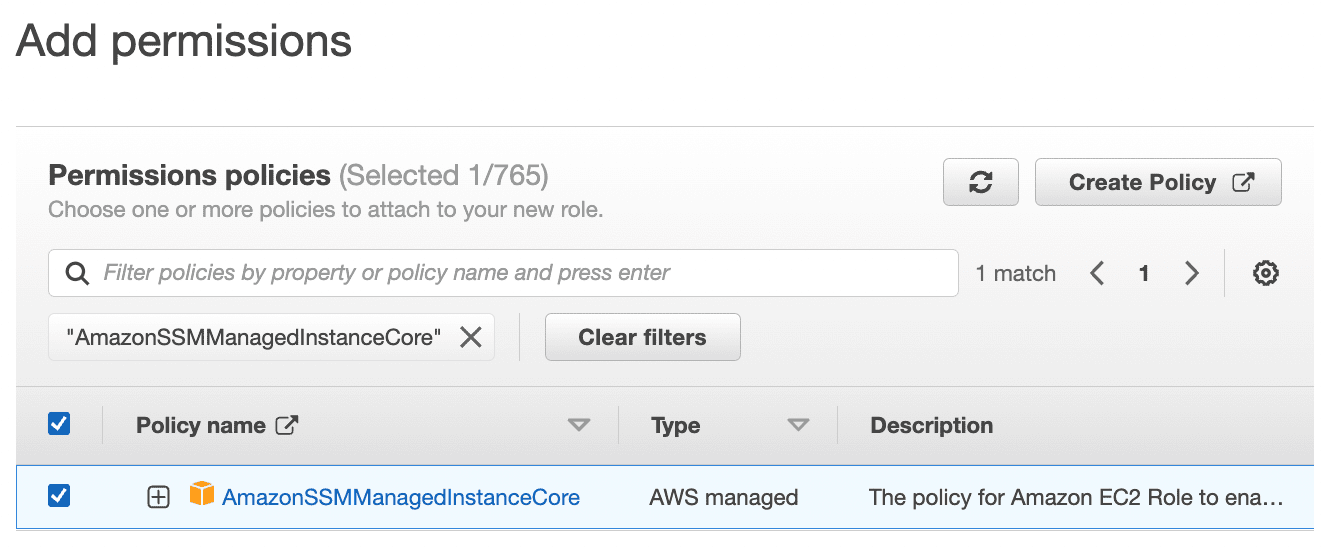 Add permissions
Permissions policies (Selected 1/765)
Create Policy
Choose one or more policies to attach to your new role.
Filter policies by property or policy name and press enter
1 match
1
"AmazonSSMManagedInstanceCore"
Clear filters
Policy name
Type
Description
AmazonSSMManagedInstanceCore
AWS managed
The policy for Amazon EC2 Role to ena…